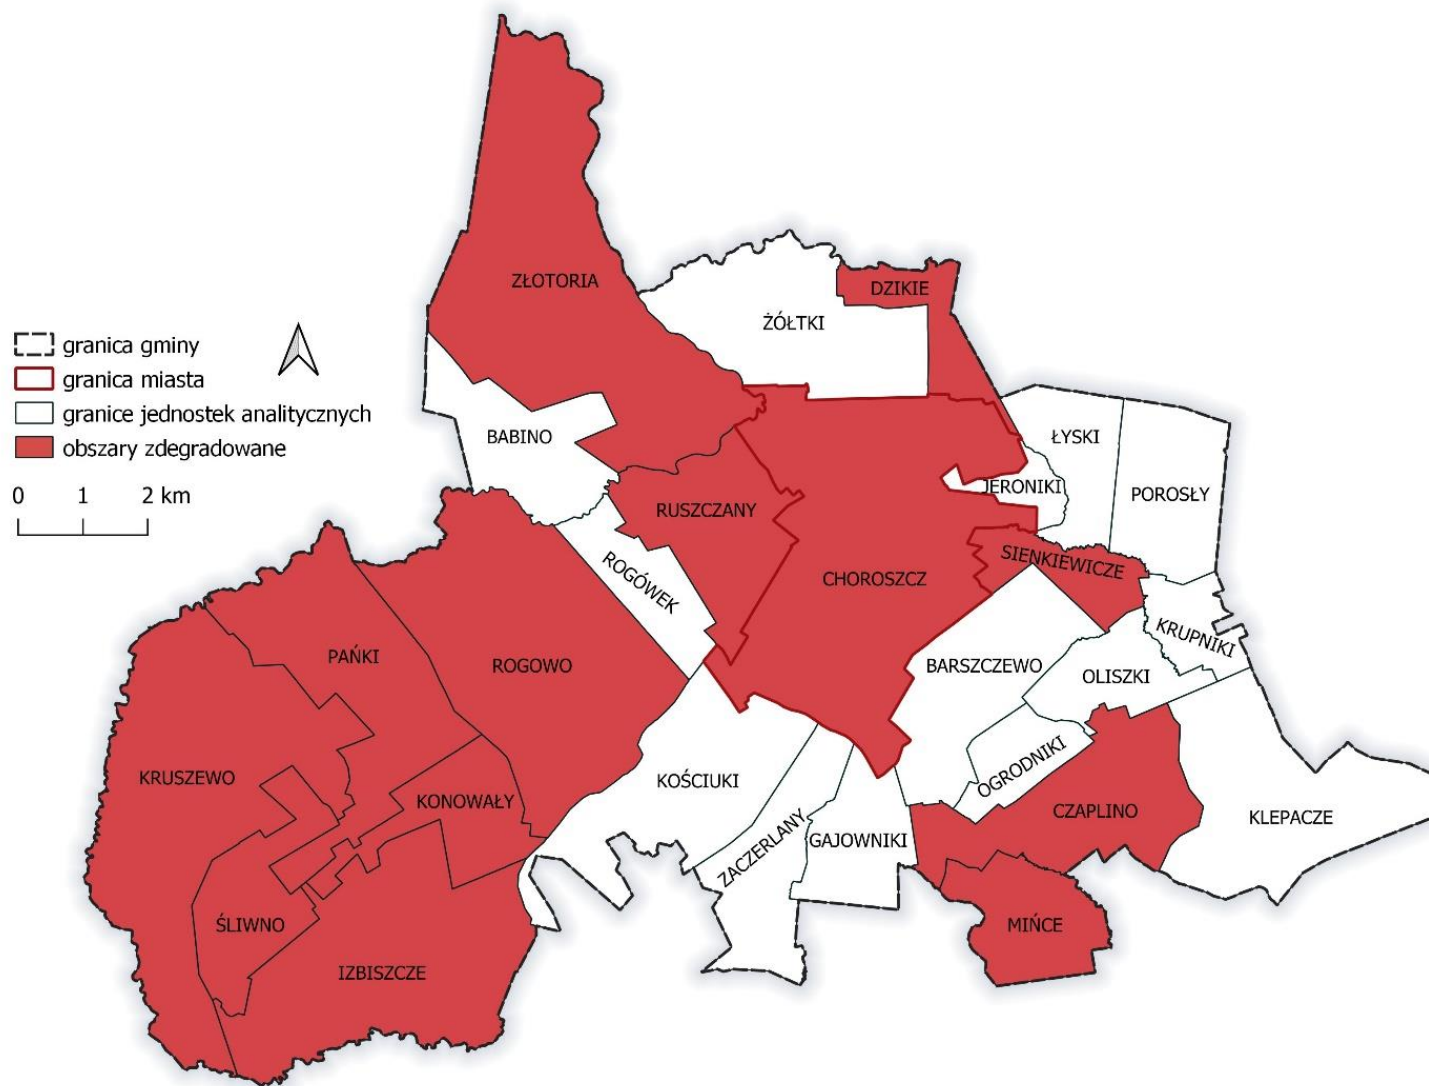 ZŁOTORIA
DZIKIE
ŻÓŁTKI
granica gminy
granica miasta
granice jednostek analitycznych
obszary zdegradowane
0 1 2 km
BABINO
ŁYSKI
JERONIKI
POROSŁY
RUSZCZANY
CHOROSZCZ
SIENKIEWICZE
ROGÓWEK
KRUPNIKI
PAŃKI
ROGOWO
BARSZCZEWO
OLISZKI
KRUSZEWO
KOŚCIUKI
OGRODNIKI
KONOWAŁY
CZAPLINO
KLEPACZE
ZACZERLANY
GAJOWNIKI
ŚLIWNO
MIŃCE
IZBISZCZE